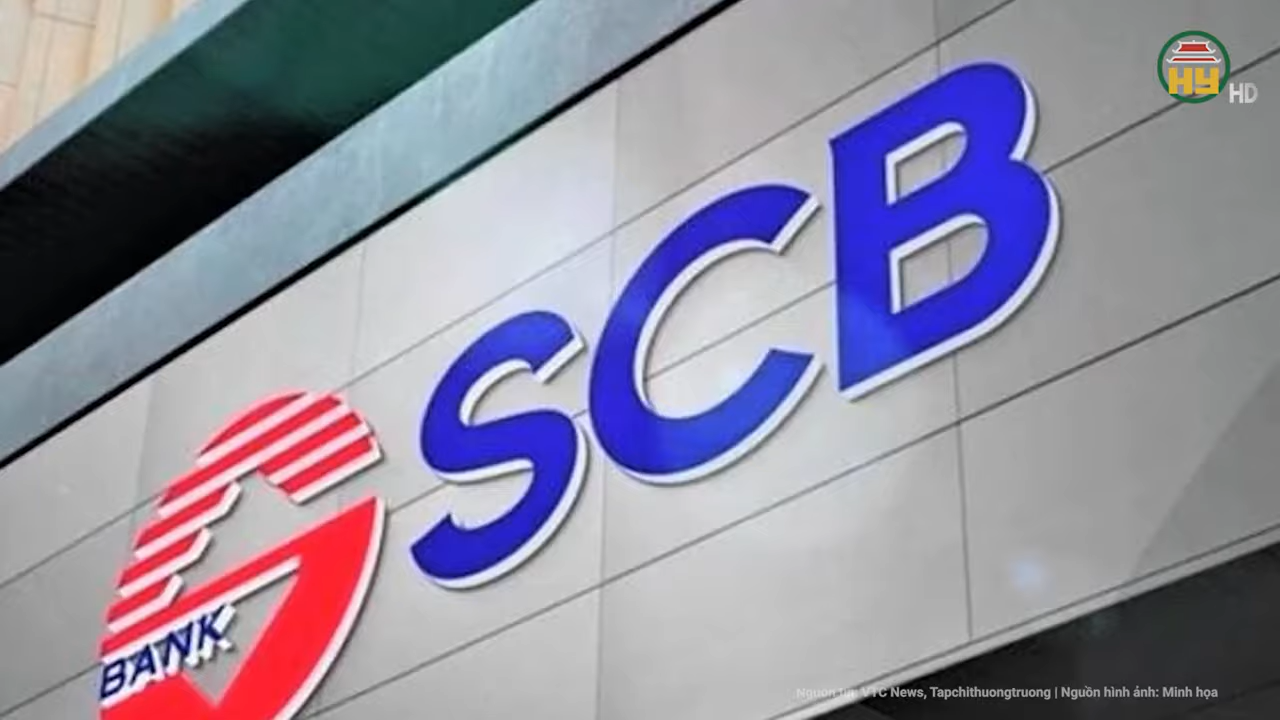 HY
HD
SCB
BANK
Nguồn tin: VTC News, Tapchithuongtruong | Nguồn hình ảnh: Minh họa